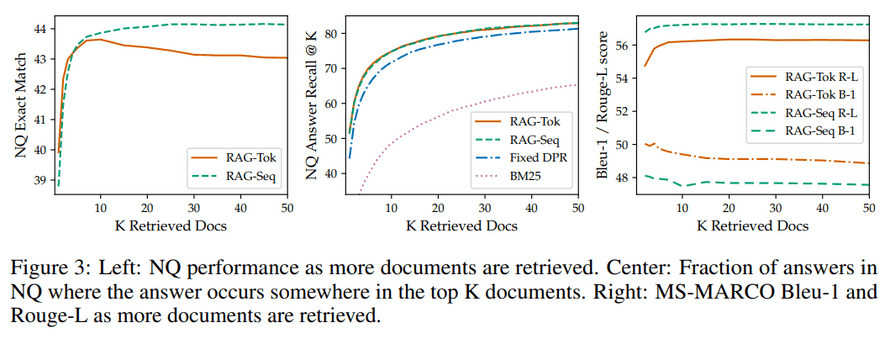 44
43
42
41
40
39
NQ Exact Match
RAG-Tok
RAG-Seq
10
20
30
40
50
K Retrieved Docs
80
70
60
50
40
NQ Answer Recall @ K
RAG-Tok
RAG-Seq
Fixed DPR
BM25
10
20
30
40
50
K Retrieved Docs
56
54
52
50
48
Bleu-1 / Rouge-L score
RAG-Tok R-L
RAG-Tok B-1
RAG-Seq R-L
RAG-Seq B-1
10
20
30
40
50
K Retrieved Docs
Figure 3: Left: NQ performance as more documents are retrieved. Center: Fraction of answers in
NQ where the answer occurs somewhere in the top K documents. Right: MS-MARCO Bleu-1 and
Rouge-L as more documents are retrieved.